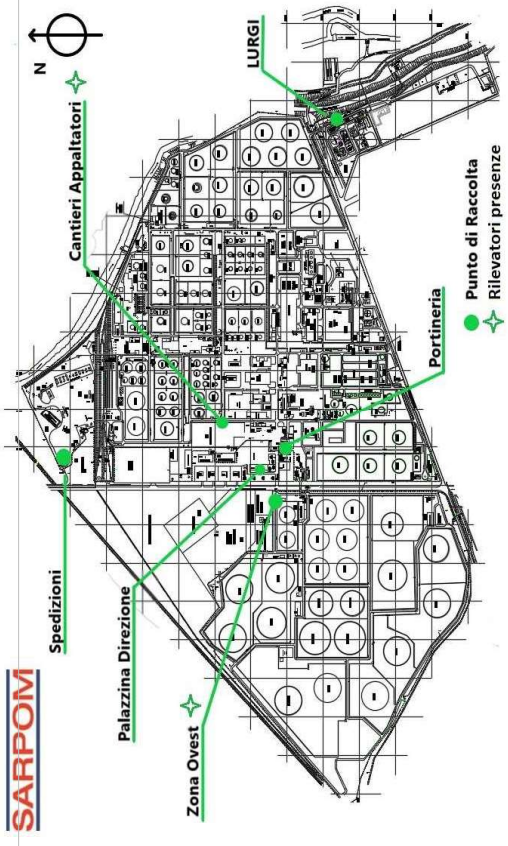 SARPOM
Spedizioni
Palazzina Direzione
Zona Ovest
Cantieri Appaltatori
N
LURGI
Portineria
Punto di Raccolta
Rilevatori presenze